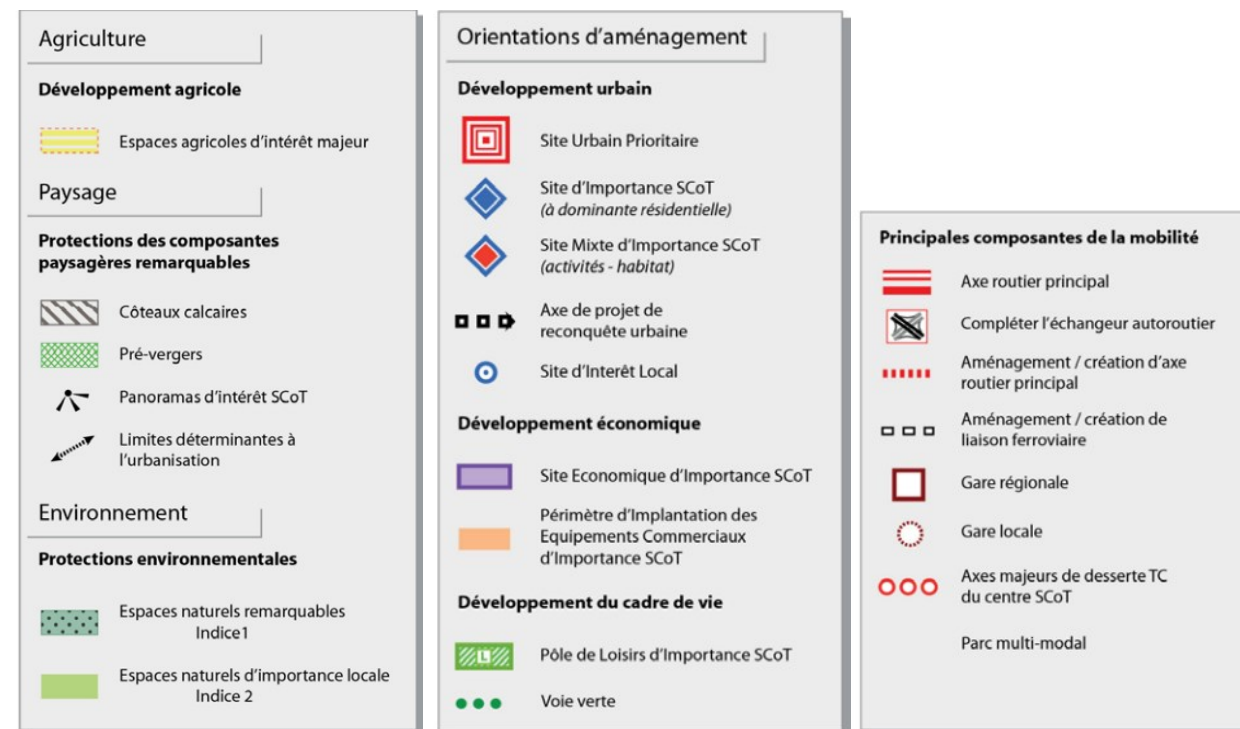 Agriculture
Développement agricole
Espaces agricoles d'intérêt majeur
Paysage
Protections des composantes
paysagères remarquables
Côteaux calcaires
Pré-vergers
Panoramas d'intérêt SCoT
Limites déterminantes à
l'urbanisation
Environnement
Protections environnementales
Espaces naturels remarquables
Indice1
Espaces naturels d'importance locale
Indice 2
Orientations d'aménagement
Développement urbain
Site Urbain Prioritaire
Site d'Importance SCoT
(à dominante résidentielle)
Site Mixte d'Importance SCoT
(activités - habitat)
Axe de projet de
reconquête urbaine
Site d'Interêt Local
Développement économique
Site Economique d'Importance SCoT
Périmètre d'Implantation des
Equipements Commerciaux
d'Importance SCoT
Développement du cadre de vie
L
Pôle de Loisirs d'Importance SCoT
Voie verte
Principales composantes de la mobilité
Axe routier principal
Compléter l'échangeur autoroutier
Aménagement / création d'axe
routier principal
Aménagement / création de
liaison ferroviaire
Gare régionale
Gare locale
Axes majeurs de desserte TC
du centre SCoT
Parc multi-modal